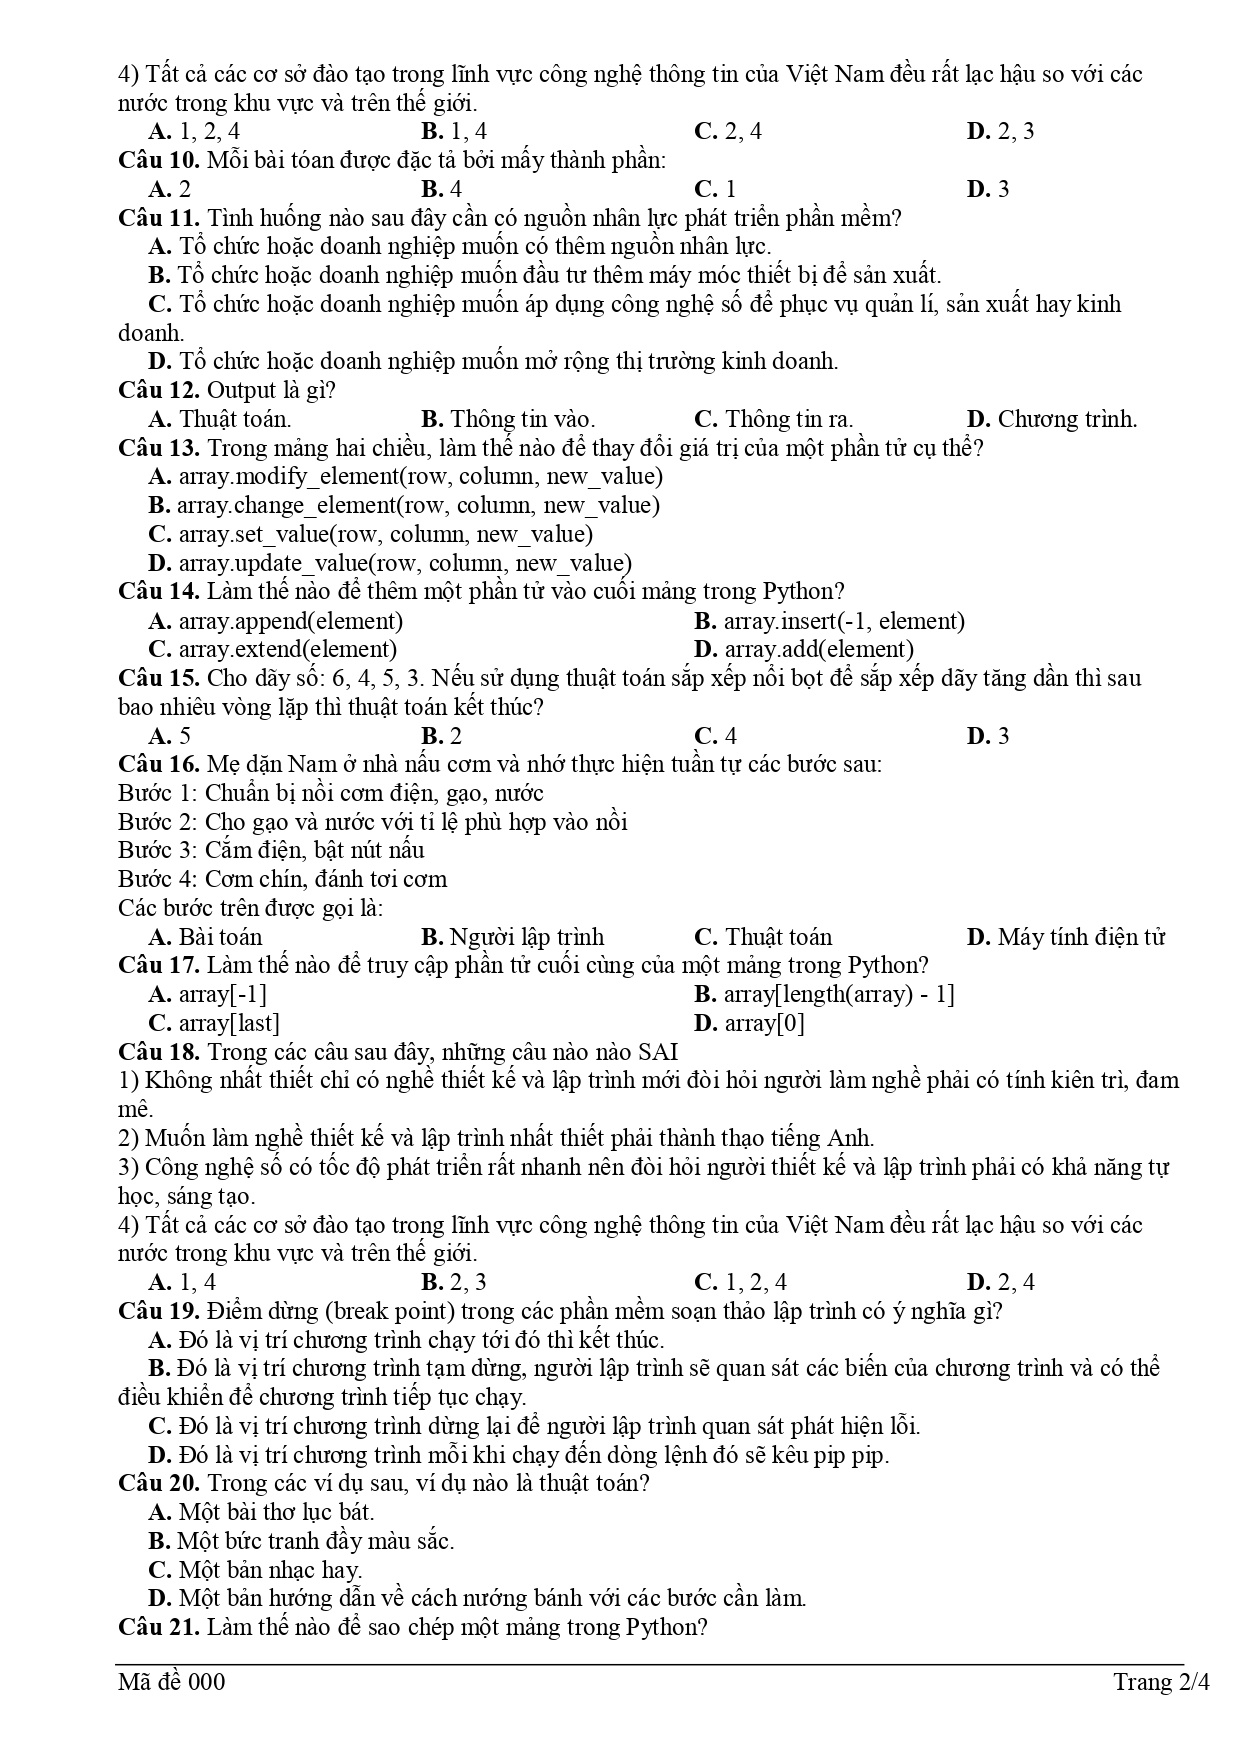 4) Tất cả các cơ sở đào tạo trong lĩnh vực công nghệ thông tin của Việt Nam đều rất lạc hậu so với các
nước trong khu vực và trên thế giới.
A. 1, 2, 4 B. 1, 4 C. 2, 4 D. 2, 3
Câu 10. Mỗi bài tóan được đặc tả bởi mấy thành phần:
A. 2 B. 4 C. 1 D. 3
Câu 11. Tình huống nào sau đây cần có nguồn nhân lực phát triển phần mềm?
A. Tổ chức hoặc doanh nghiệp muốn có thêm nguồn nhân lực.
B. Tổ chức hoặc doanh nghiệp muốn đầu tư thêm máy móc thiết bị để sản xuất.
C. Tổ chức hoặc doanh nghiệp muốn áp dụng công nghệ số để phục vụ quản lí, sản xuất hay kinh
doanh.
D. Tổ chức hoặc doanh nghiệp muốn mở rộng thị trường kinh doanh.
Câu 12. Output là gì?
A. Thuật toán. B. Thông tin vào. C. Thông tin ra. D. Chương trình.
Câu 13. Trong mảng hai chiều, làm thế nào để thay đổi giá trị của một phần tử cụ thể?
A. array.modify_element(row, column, new_value)
B. array.change_element(row, column, new_value)
C. array.set_value(row, column, new_value)
D. array.update_value(row, column, new_value)
Câu 14. Làm thế nào để thêm một phần tử vào cuối mảng trong Python?
A. array.append(element) B. array.insert(-1, element)
C. array.extend(element) D. array.add(element)
Câu 15. Cho dãy số: 6, 4, 5, 3. Nếu sử dụng thuật toán sắp xếp nổi bọt để sắp xếp dãy tăng dần thì sau
bao nhiêu vòng lặp thì thuật toán kết thúc?
A. 5 B. 2 C. 4 D. 3
Câu 16. Mẹ dặn Nam ở nhà nấu cơm và nhớ thực hiện tuần tự các bước sau:
Bước 1: Chuẩn bị nồi cơm điện, gạo, nước
Bước 2: Cho gạo và nước với tỉ lệ phù hợp vào nồi
Bước 3: Cắm điện, bật nút nấu
Bước 4: Cơm chín, đánh tơi cơm
Các bước trên được gọi là:
A. Bài toán B. Người lập trình C. Thuật toán D. Máy tính điện tử
Câu 17. Làm thế nào để truy cập phần tử cuối cùng của một mảng trong Python?
A. array[-1] B. array[length(array) - 1]
C. array[last] D. array[0]
Câu 18. Trong các câu sau đây, những câu nào nào SAI
1) Không nhất thiết chỉ có nghề thiết kế và lập trình mới đòi hỏi người làm nghề phải có tính kiên trì, đam
mê.
2) Muốn làm nghề thiết kế và lập trình nhất thiết phải thành thạo tiếng Anh.
3) Công nghệ số có tốc độ phát triển rất nhanh nên đòi hỏi người thiết kế và lập trình phải có khả năng tự
học, sáng tạo.
4) Tất cả các cơ sở đào tạo trong lĩnh vực công nghệ thông tin của Việt Nam đều rất lạc hậu so với các
nước trong khu vực và trên thế giới.
A. 1, 4 B. 2, 3 C. 1, 2, 4 D. 2, 4
Câu 19. Điểm dừng (break point) trong các phần mềm soạn thảo lập trình có ý nghĩa gì?
A. Đó là vị trí chương trình chạy tới đó thì kết thúc.
B. Đó là vị trí chương trình tạm dừng, người lập trình sẽ quan sát các biến của chương trình và có thể
điều khiển để chương trình tiếp tục chạy.
C. Đó là vị trí chương trình dừng lại để người lập trình quan sát phát hiện lỗi.
D. Đó là vị trí chương trình mỗi khi chạy đến dòng lệnh đó sẽ kêu pip pip.
Câu 20. Trong các ví dụ sau, ví dụ nào là thuật toán?
A. Một bài thơ lục bát.
B. Một bức tranh đầy màu sắc.
C. Một bản nhạc hay.
D. Một bản hướng dẫn về cách nướng bánh với các bước cần làm.
Câu 21. Làm thế nào để sao chép một mảng trong Python?
Mã đề 000 Trang 2/4